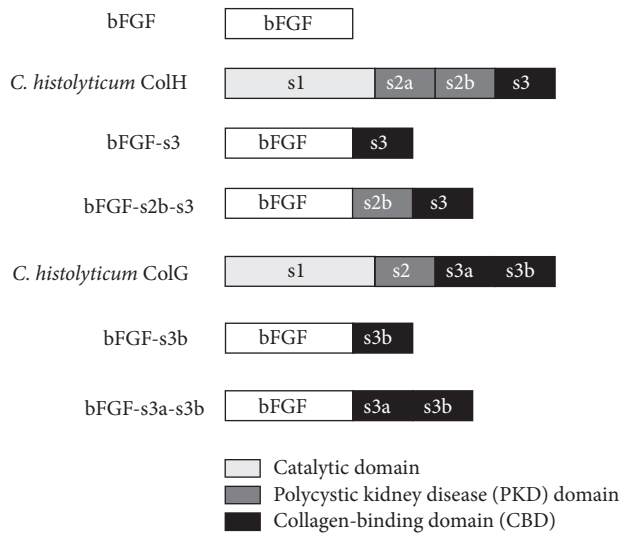 bFGF bFGF
C. histolyticum ColH s1 s2a s2b s3
bFGF-s3 bFGF s3
bFGF-s2b-s3 bFGF s2b s3
C. histolyticum ColG s1 s2 s3a s3b
bFGF-s3b bFGF s3b
bFGF-s3a-s3b bFGF s3a s3b
Catalytic domain
Polycystic kidney disease (PKD) domain
Collagen-binding domain (CBD)